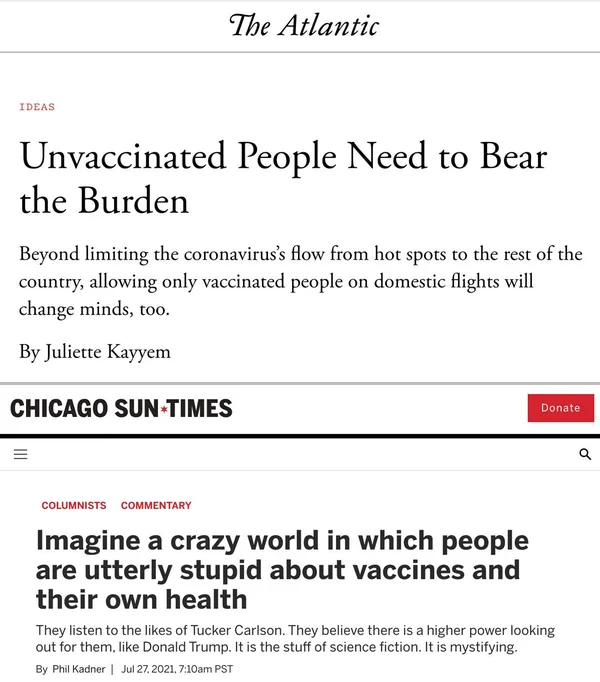 The Atlantic
IDEAS
Unvaccinated People Need to Bear
the Burden
Beyond limiting the coronavirus's flow from hot spots to the rest of the
country, allowing only vaccinated people on domestic flights will
change minds, too.
By Juliette Kayyem
CHICAGO SUN★TIMES
Donate
COLUMNISTS COMMENTARY
Imagine a crazy world in which people
are utterly stupid about vaccines and
their own health
They listen to the likes of Tucker Carlson. They believe there is a higher power looking
out for them, like Donald Trump. It is the stuff of science fiction. It is mystifying.
By Phil Kadner | Jul 27, 2021, 7:10am PST